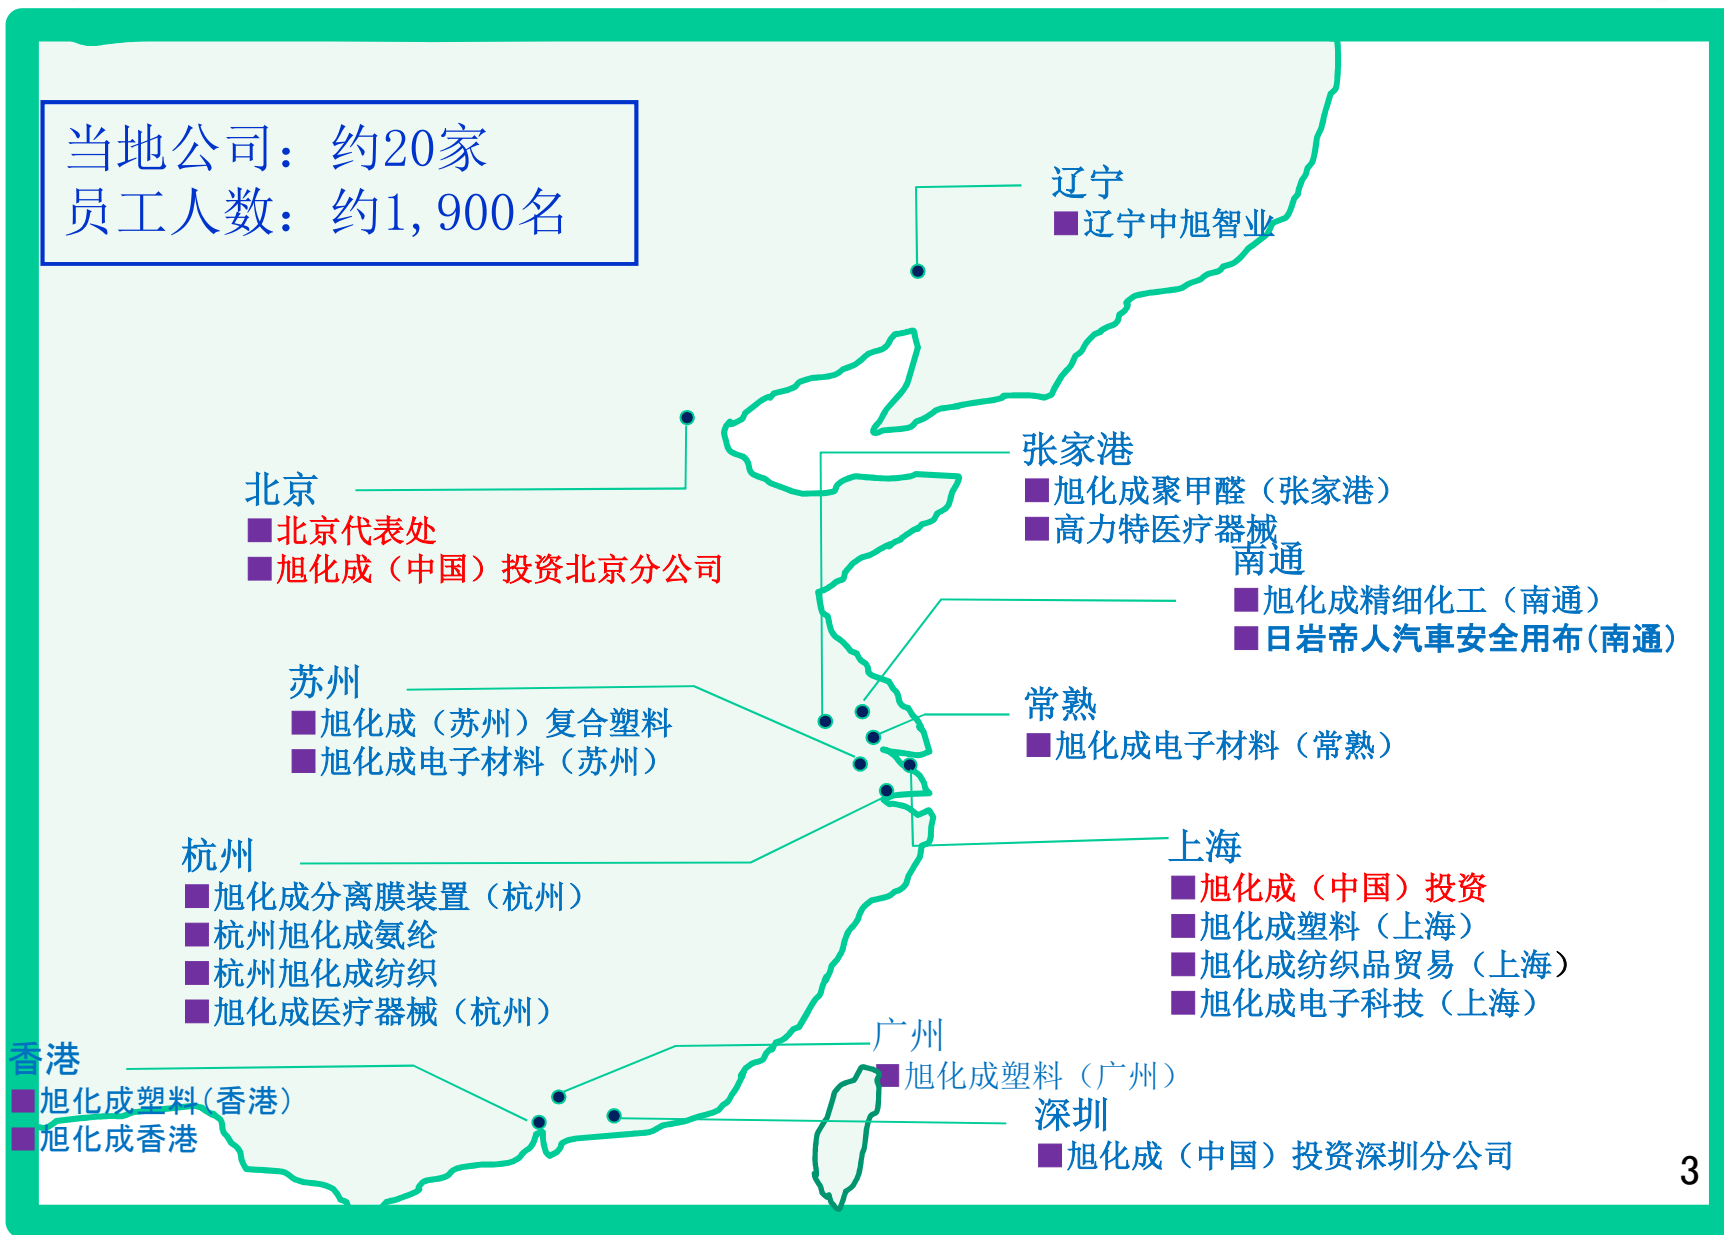 当地公司：约20家
员工人数：约1,900名
辽宁
■辽宁中旭智业
北京
■北京代表处
■旭化成（中国）投资北京分公司
张家港
■旭化成聚甲醛（张家港）
■高力特医疗器械
南通
■旭化成精细化工（南通）
■日岩帝人汽車安全用布(南通)
苏州
■旭化成（苏州）复合塑料
■旭化成电子材料（苏州）
常熟
■旭化成电子材料（常熟）
杭州
■旭化成分离膜装置（杭州）
■杭州旭化成氨纶
■杭州旭化成纺织
■旭化成医疗器械（杭州）
上海
■旭化成（中国）投资
■旭化成塑料（上海）
■旭化成纺织品贸易（上海）
■旭化成电子科技（上海）
香港
■旭化成塑料(香港)
■旭化成香港
广州
■旭化成塑料（广州）
深圳
■旭化成（中国）投资深圳分公司
3